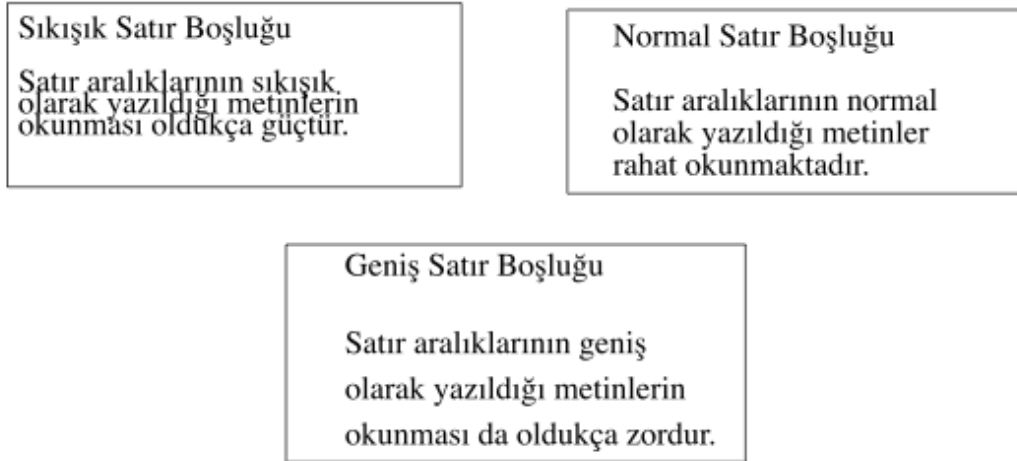 Sıkışık Satır Boşluğu
Satır aralıklarının sıkışık
olarak yazıldığı metinlerin
okunması oldukça güçtür.
Normal Satır Boşluğu
Satır aralıklarının normal
olarak yazıldığı metinler
rahat okunmaktadır.
Geniş Satır Boşluğu
Satır aralıklarının geniş
olarak yazıldığı metinlerin
okunması da oldukça zordur.